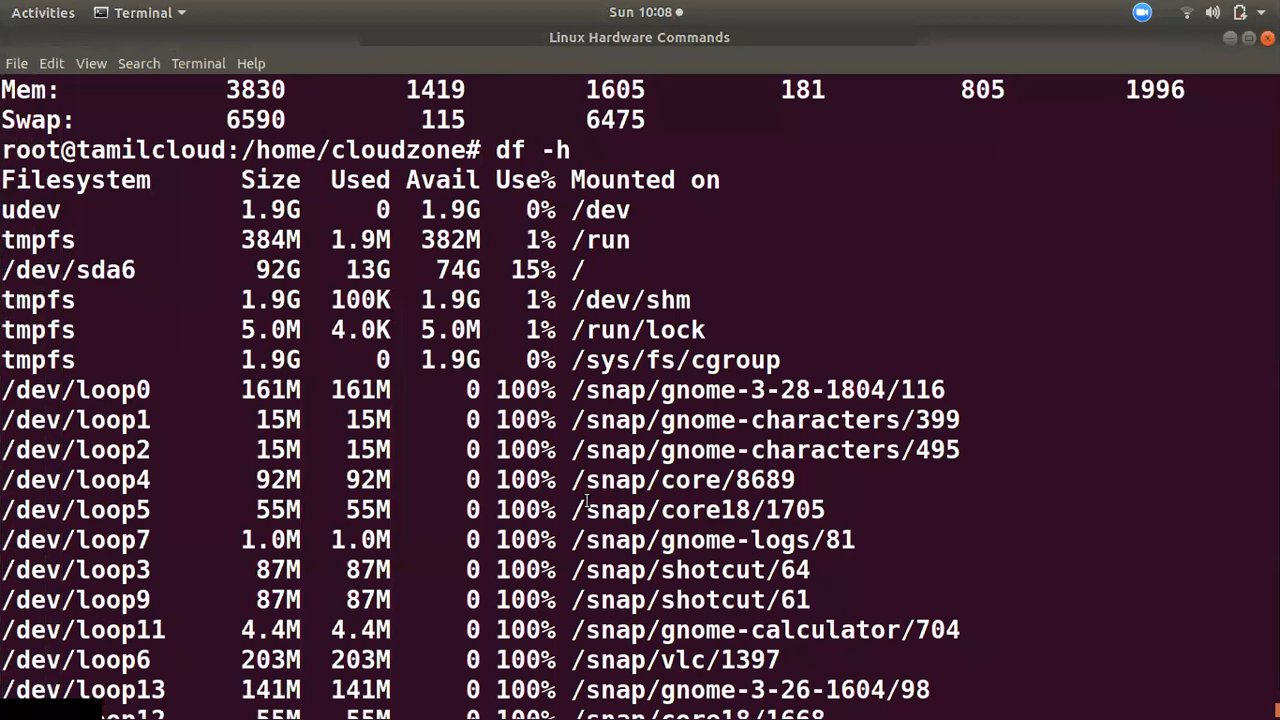 Activities Terminal Sun 10:08
Linux Hardware Commands
File Edit View Search Terminal Help
Mem: 3830 1419 1605 181 805 1996
Swap: 6590 115 6475
root@tamilcloud:/home/cloudzone# df -h
Filesystem Size Used Avail Use% Mounted on
udev 1.9G 0 1.9G 0% /dev
tmpfs 384M 1.9M 382M 1% /run
/dev/sda6 92G 13G 74G 15% /
tmpfs 1.9G 100K 1.9G 1% /dev/shm
tmpfs 5.0M 4.0K 5.0M 1% /run/lock
tmpfs 1.9G 0 1.9G 0% /sys/fs/cgroup
/dev/loop0 161M 161M 0 100% /snap/gnome-3-28-1804/116
/dev/loop1 15M 15M 0 100% /snap/gnome-characters/399
/dev/loop2 15M 15M 0 100% /snap/gnome-characters/495
/dev/loop4 92M 92M 0 100% /snap/core/8689
/dev/loop5 55M 55M 0 100% /snap/core18/1705
/dev/loop7 1.0M 1.0M 0 100% /snap/gnome-logs/81
/dev/loop3 87M 87M 0 100% /snap/shotcut/64
/dev/loop9 87M 87M 0 100% /snap/shotcut/61
/dev/loop11 4.4M 4.4M 0 100% /snap/gnome-calculator/704
/dev/loop6 203M 203M 0 100% /snap/vlc/1397
/dev/loop13 141M 141M 0 100% /snap/gnome-3-26-1604/98
55M 55M 0 100% /snap/core18/1668